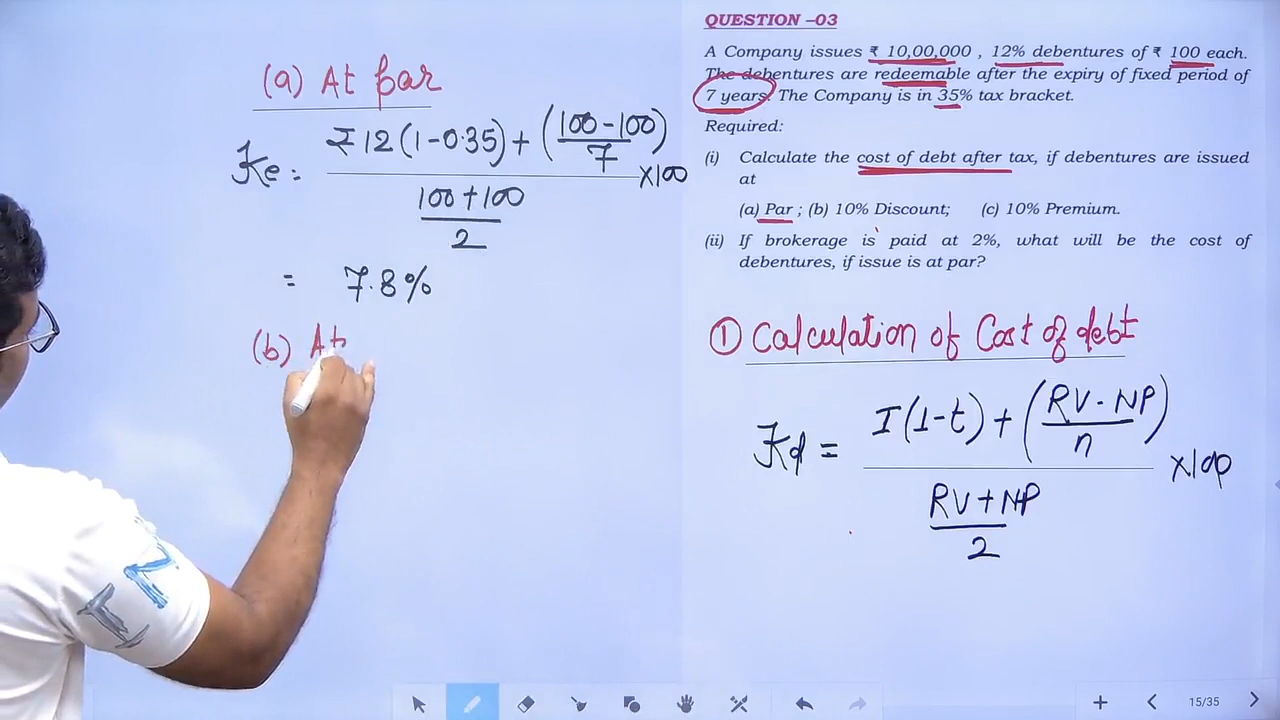 (a) At par
Ke = ₹12(1-0.35)+(100-100/7)
100+100/2 ×100
= 7.8%
(b) At
QUESTION –03
A Company issues ₹ 10,00,000 , 12% debentures of ₹ 100 each.
The debentures are redeemable after the expiry of fixed period of
7 years. The Company is in 35% tax bracket.
Required:
(i) Calculate the cost of debt after tax, if debentures are issued
at
(a) Par ; (b) 10% Discount; (c) 10% Premium.
(ii) If brokerage is paid at 2%, what will be the cost of
debentures, if issue is at par?
① Calculation of Cost of debt
Kd = I(1-t)+(RV-NP/n)
RV+NP/2 ×100
15/35